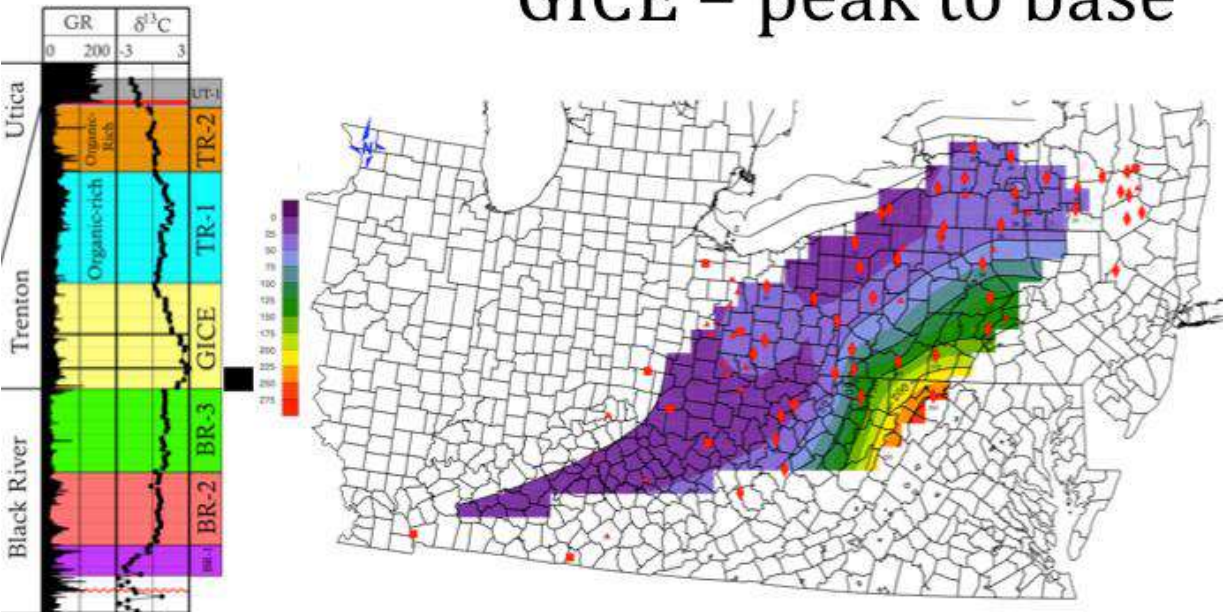 GICE – peak to base
GR
δ¹³C
0 200 -3 3
Utica
Trenton
Black River
Organic-Rich
Organic-rich
UT-1
TR-2
TR-1
GICE
BR-3
BR-2
BR-1
0
25
50
75
100
125
150
175
200
225
250
275
N